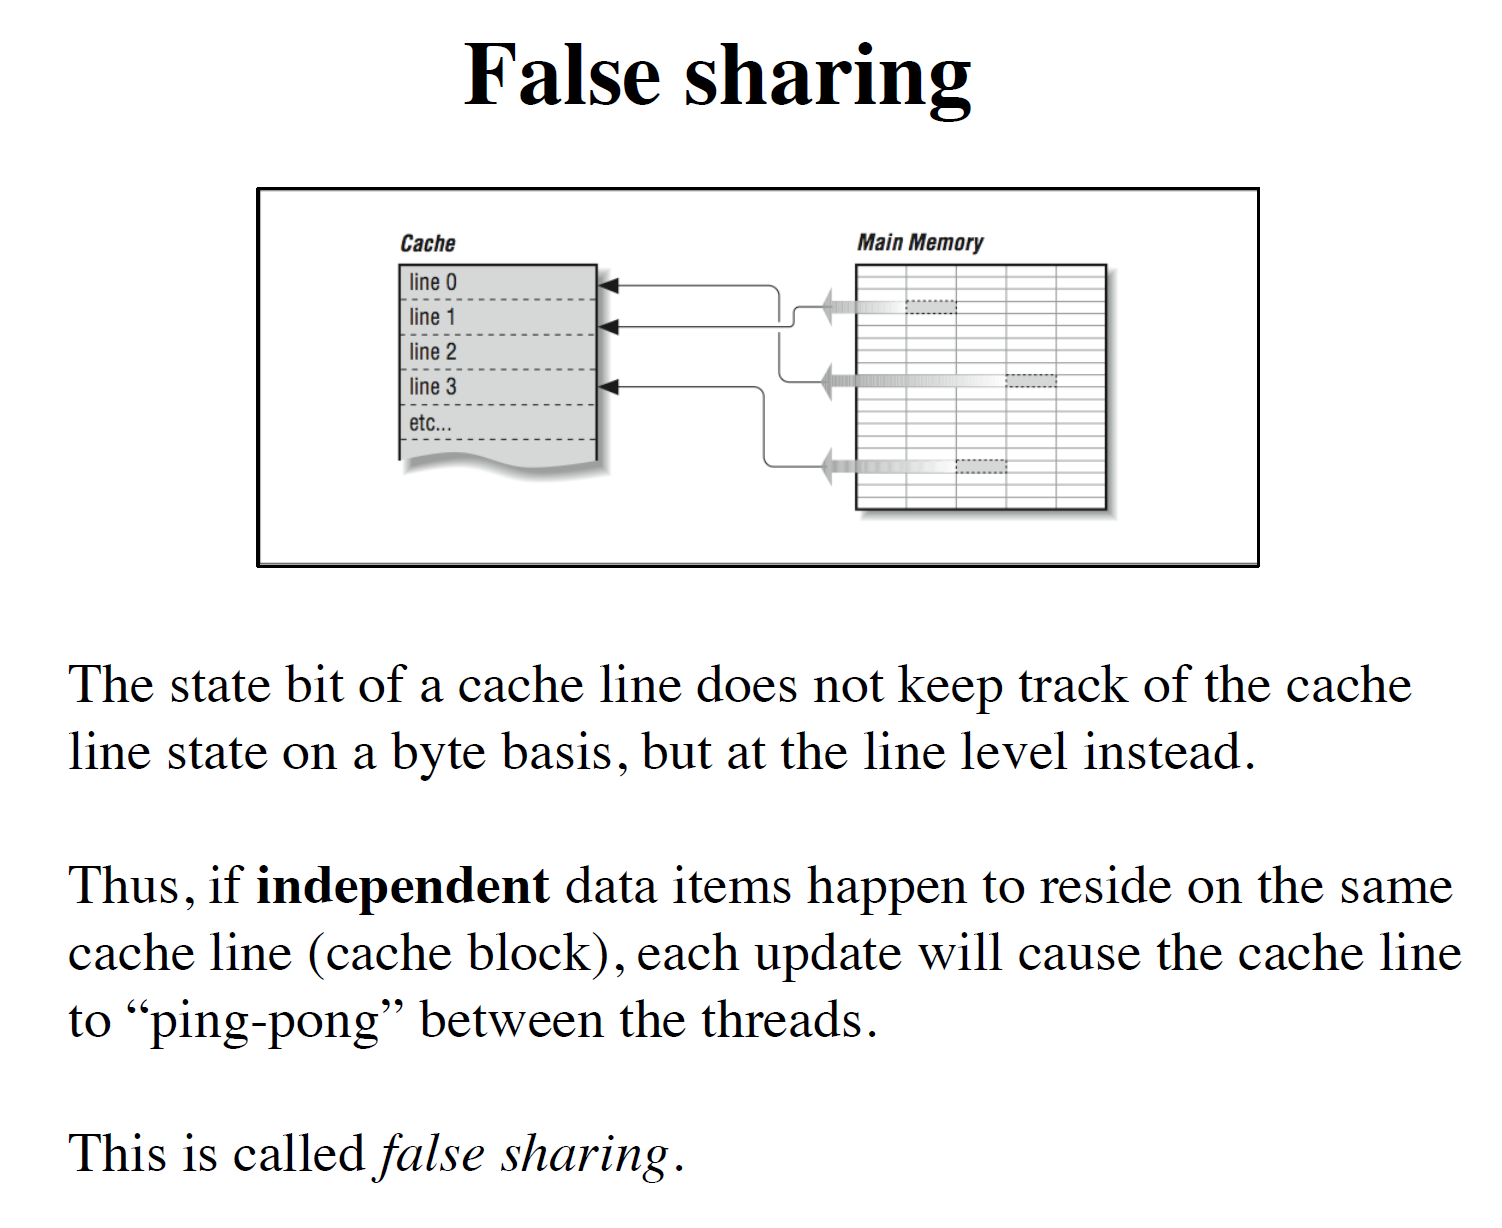 False sharing
Cache
Main Memory
line 0
line 1
line 2
line 3
etc...
The state bit of a cache line does not keep track of the cache
line state on a byte basis, but at the line level instead.
Thus, if independent data items happen to reside on the same
cache line (cache block), each update will cause the cache line
to “ping-pong” between the threads.
This is called false sharing.